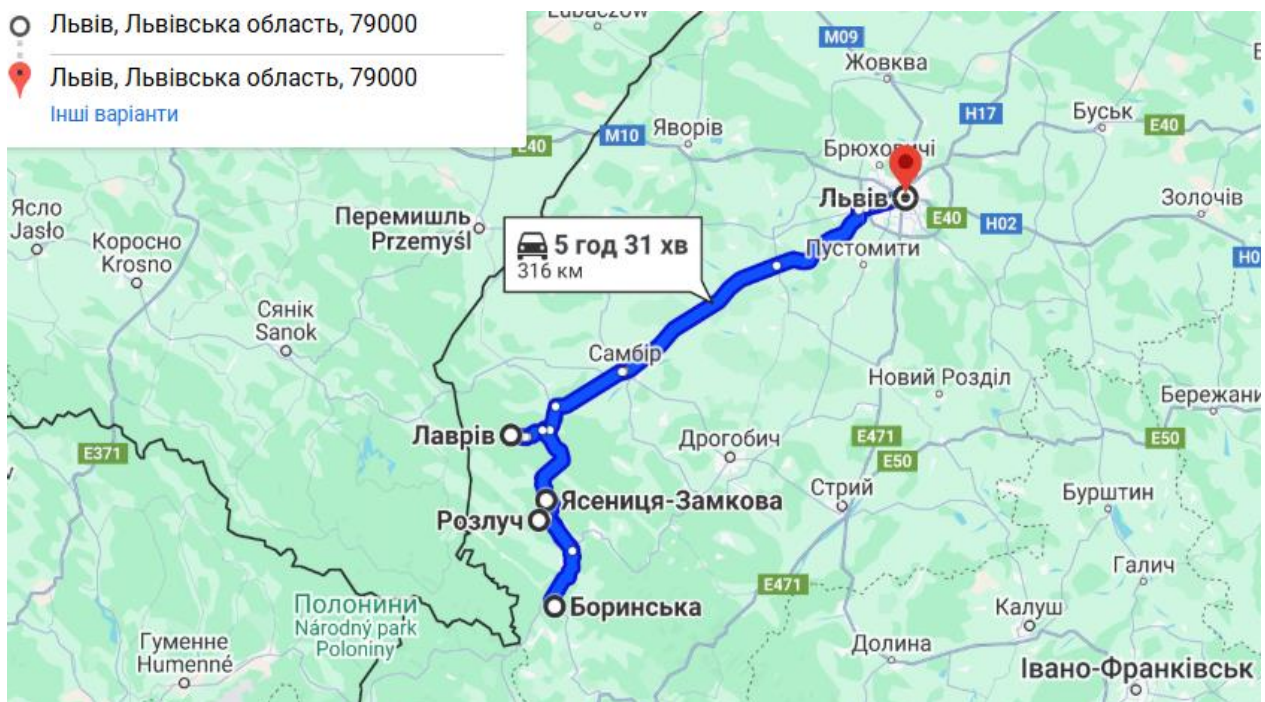 Львів, Львівська область, 79000
Львів, Львівська область, 79000
Інші варіанти
Lubaczów
M09
Жовква
H17
Буськ
E40
M10
Яворів
E40
Брюховичі
Львів
E40
H02
Золочів
Ясло
Jasło
Коросно
Krosno
Перемишль
Przemyśl
5 год 31 хв
316 км
Пустомити
Сянік
Sanok
Самбір
Новий Розділ
Бережани
Лаврів
Дрогобич
E471
E50
E50
E371
Ясениця-Замкова
Стрий
Бурштин
Розлуч
Галич
E471
Боринська
Полонини
Národný park
Poloniny
Калуш
Гуменне
Humenné
Долина
Івано-Франківськ